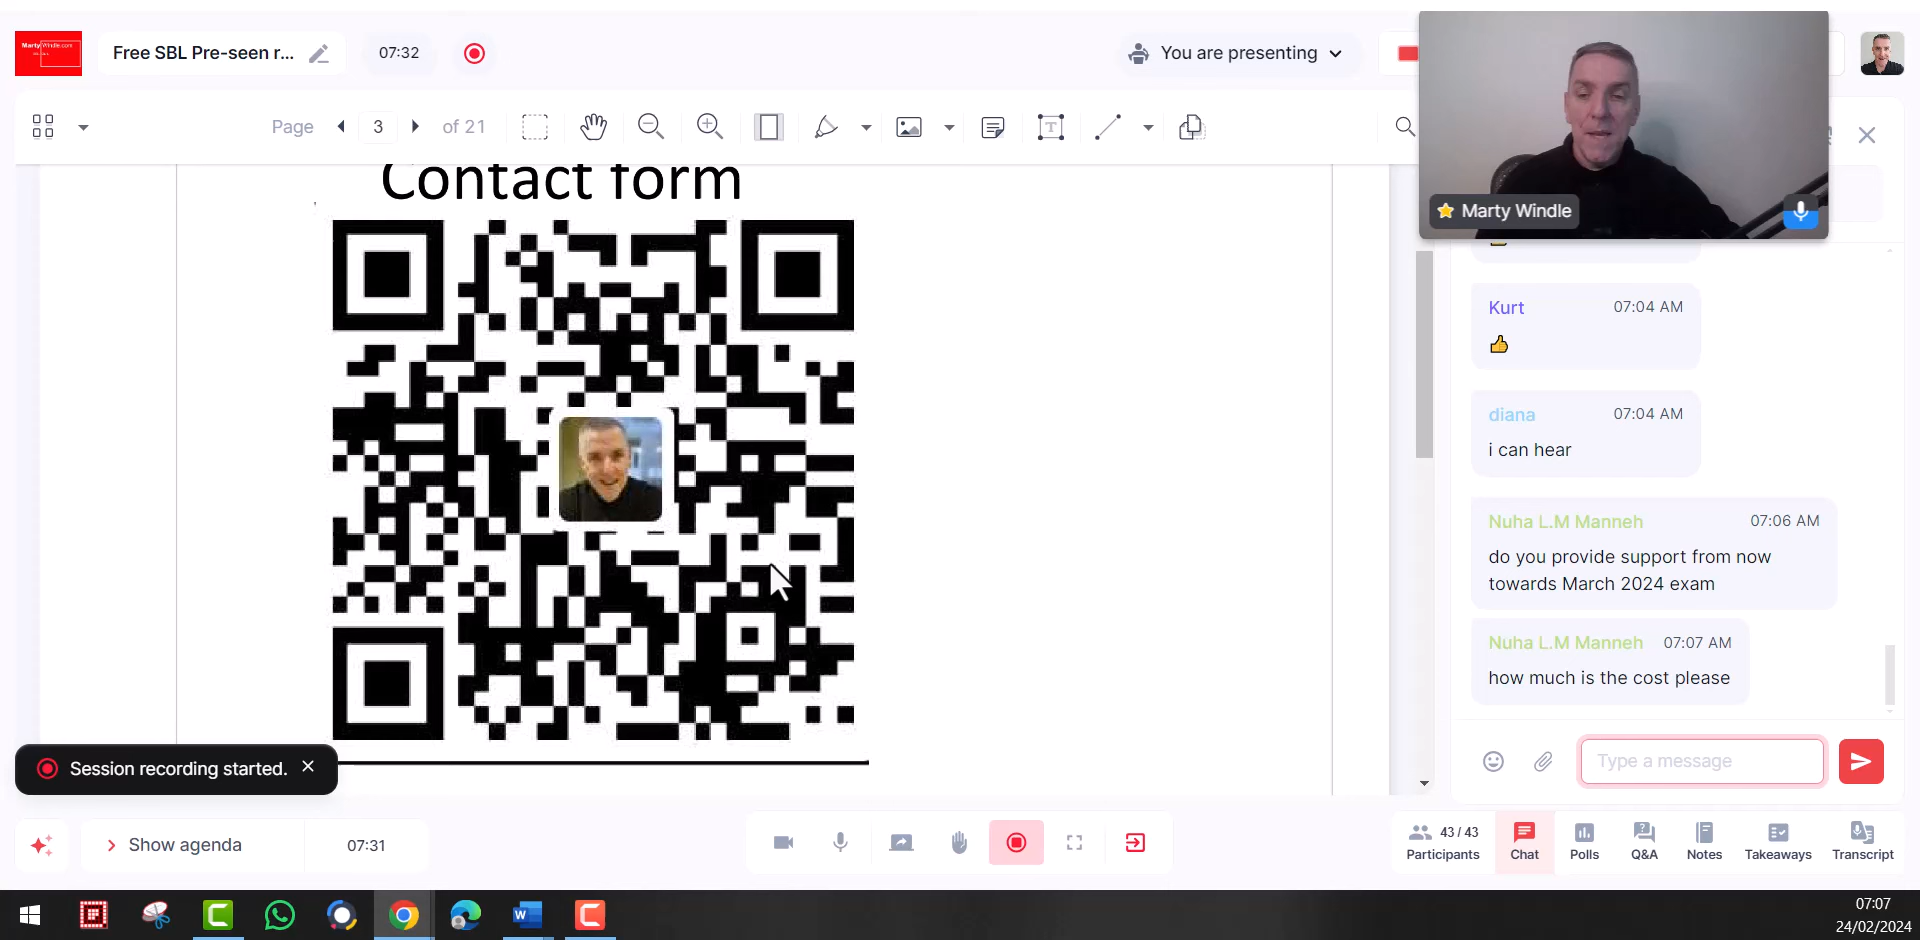 MartyWindle.com
Free SBL Pre-seen r...
07:32
You are presenting
Page 3 of 21
Contact form
Marty Windle
Kurt 07:04 AM
👍
diana 07:04 AM
i can hear
Nuha L.M Manneh 07:06 AM
do you provide support from now
towards March 2024 exam
Nuha L.M Manneh 07:07 AM
how much is the cost please
Session recording started.
Type a message
Show agenda
07:31
43/43
Participants
Chat
Polls
Q&A
Notes
Takeaways
Transcript
07:07
24/02/2024